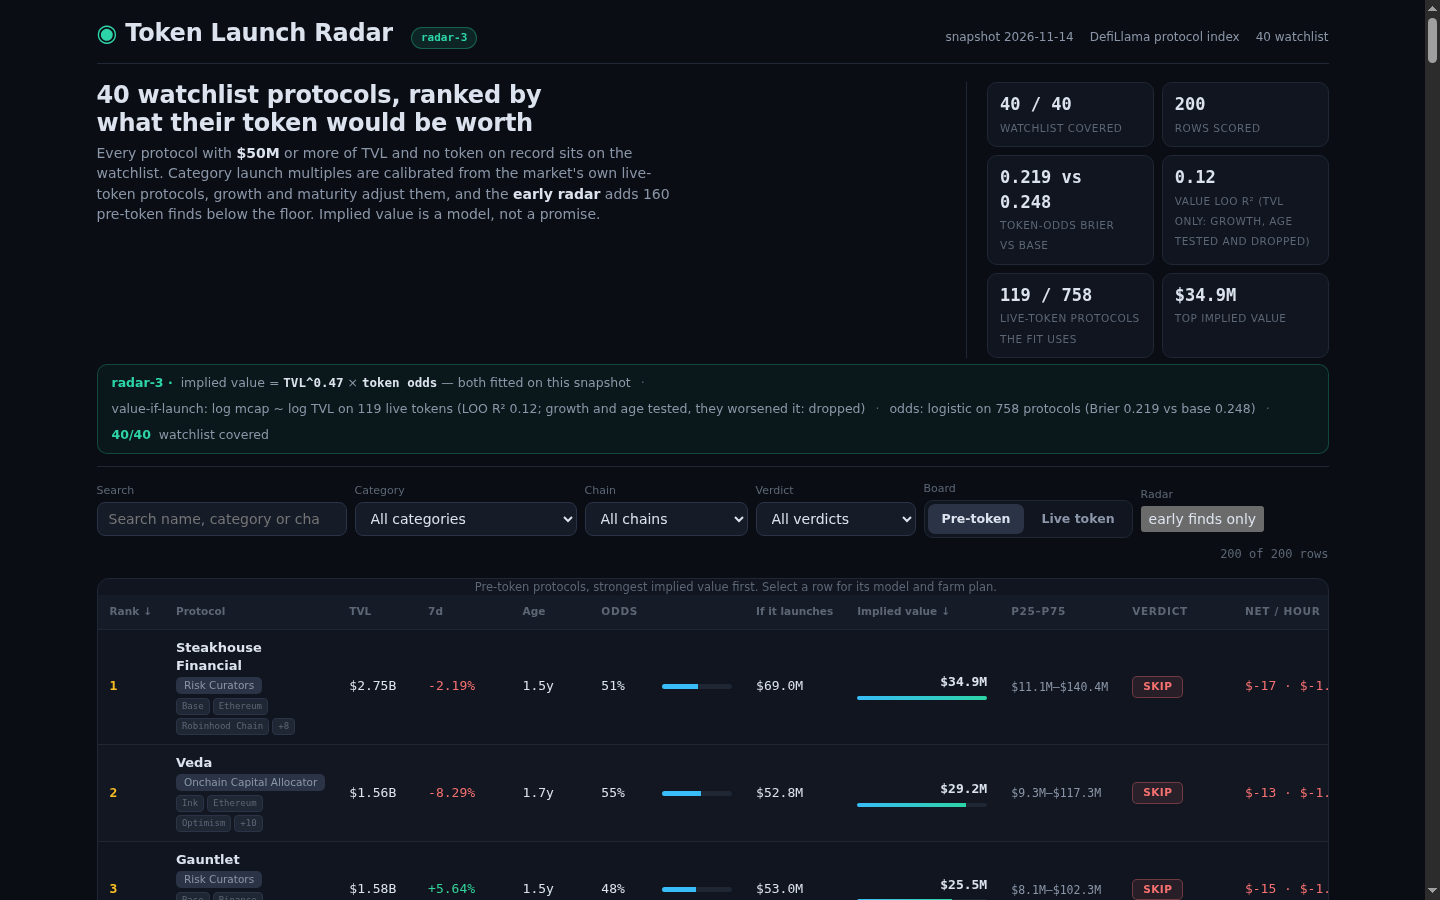 ◉ Token Launch Radar radar-3
snapshot 2026-11-14 DefiLlama protocol index 40 watchlist
40 watchlist protocols, ranked by
what their token would be worth
Every protocol with $50M or more of TVL and no token on record sits on the
watchlist. Category launch multiples are calibrated from the market's own live-
token protocols, growth and maturity adjust them, and the early radar adds 160
pre-token finds below the floor. Implied value is a model, not a promise.
40 / 40
WATCHLIST COVERED
200
ROWS SCORED
0.219 vs
0.248
TOKEN-ODDS BRIER
VS BASE
0.12
VALUE LOO R² (TVL
ONLY: GROWTH, AGE
TESTED AND DROPPED)
119 / 758
LIVE-TOKEN PROTOCOLS
THE FIT USES
$34.9M
TOP IMPLIED VALUE
radar-3 · implied value = TVL^0.47 × token odds — both fitted on this snapshot ·
value-if-launch: log mcap ~ log TVL on 119 live tokens (LOO R² 0.12; growth and age tested, they worsened it: dropped) · odds: logistic on 758 protocols (Brier 0.219 vs base 0.248) ·
40/40 watchlist covered
Search Category Chain Verdict Board Radar
Search name, category or cha All categories All chains All verdicts Pre-token Live token early finds only
200 of 200 rows
Pre-token protocols, strongest implied value first. Select a row for its model and farm plan.
Rank ↓ Protocol TVL 7d Age ODDS If it launches Implied value ↓ P25–P75 VERDICT NET / HOUR
1 Steakhouse Financial $2.75B -2.19% 1.5y 51% $69.0M $34.9M $11.1M–$140.4M SKIP $-17 · $-1.
Risk Curators
Base Ethereum
Robinhood Chain +8
2 Veda $1.56B -8.29% 1.7y 55% $52.8M $29.2M $9.3M–$117.3M SKIP $-13 · $-1.
Onchain Capital Allocator
Ink Ethereum
Optimism +10
3 Gauntlet $1.58B +5.64% 1.5y 48% $53.0M $25.5M $8.1M–$102.3M SKIP $-15 · $-1.
Risk Curators
Base Binance